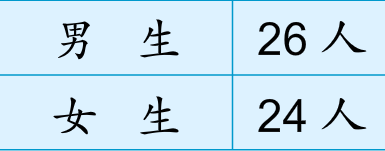 男 生 26 人
女 生 24 人